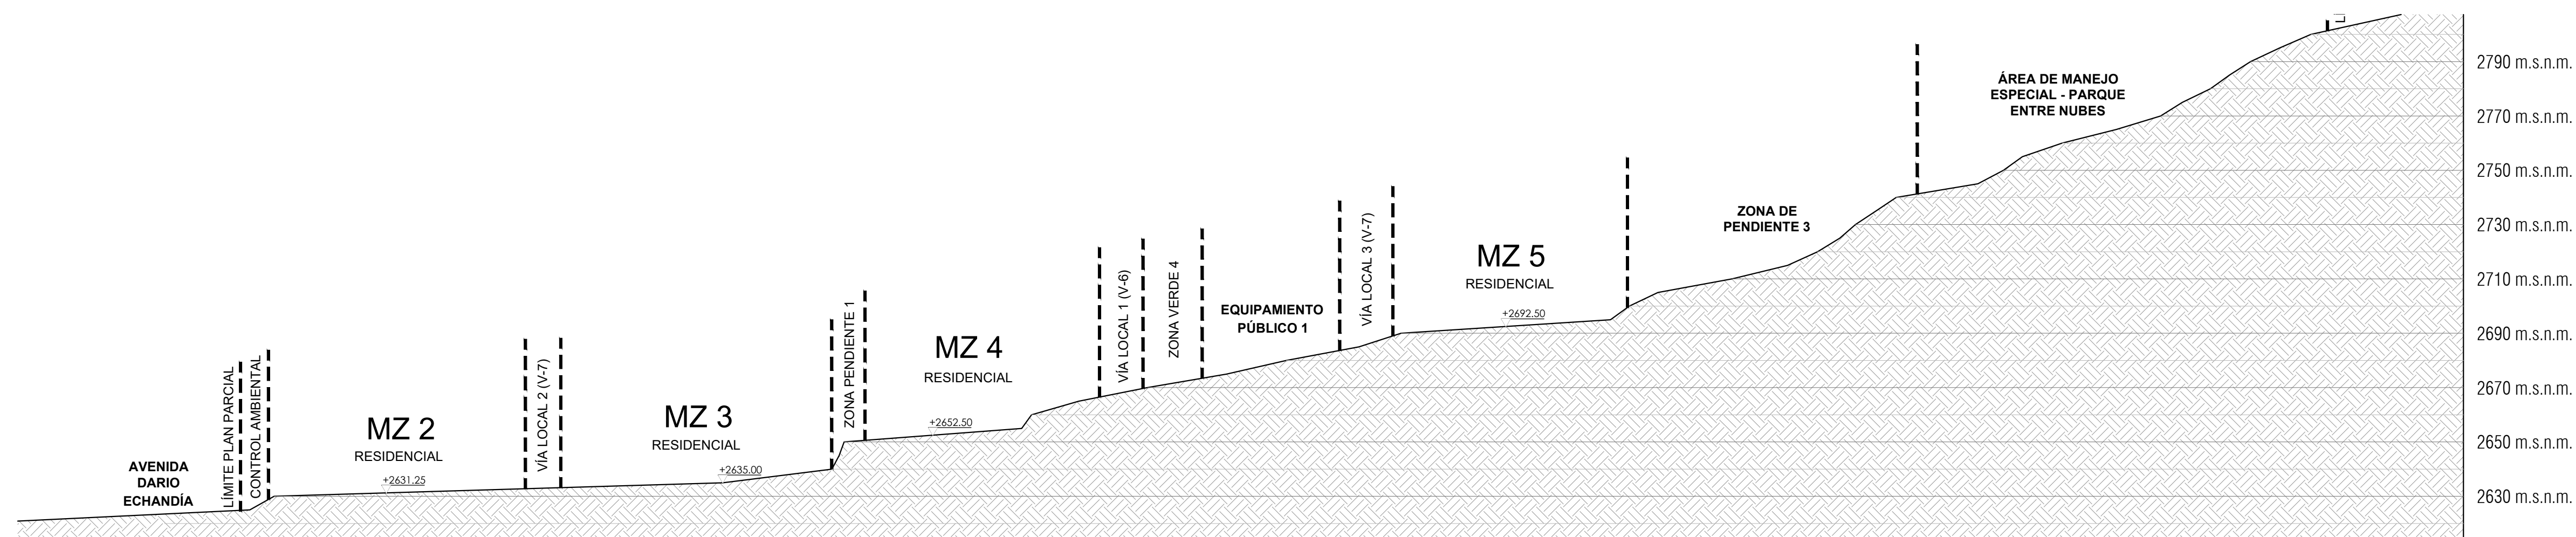 AVENIDA
DARIO
ECHANDÍA
LÍMITE PLAN PARCIAL
CONTROL AMBIENTAL
MZ 2
RESIDENCIAL
+2631.25
VÍA LOCAL 2 (V-7)
MZ 3
RESIDENCIAL
+2635.00
ZONA PENDIENTE 1
MZ 4
RESIDENCIAL
+2652.50
VÍA LOCAL 1 (V-6)
ZONA VERDE 4
EQUIPAMIENTO
PÚBLICO 1
VÍA LOCAL 3 (V-7)
MZ 5
RESIDENCIAL
+2692.50
ZONA DE
PENDIENTE 3
ÁREA DE MANEJO
ESPECIAL - PARQUE
ENTRE NUBES
2790 m.s.n.m.
2770 m.s.n.m.
2750 m.s.n.m.
2730 m.s.n.m.
2710 m.s.n.m.
2690 m.s.n.m.
2670 m.s.n.m.
2650 m.s.n.m.
2630 m.s.n.m.